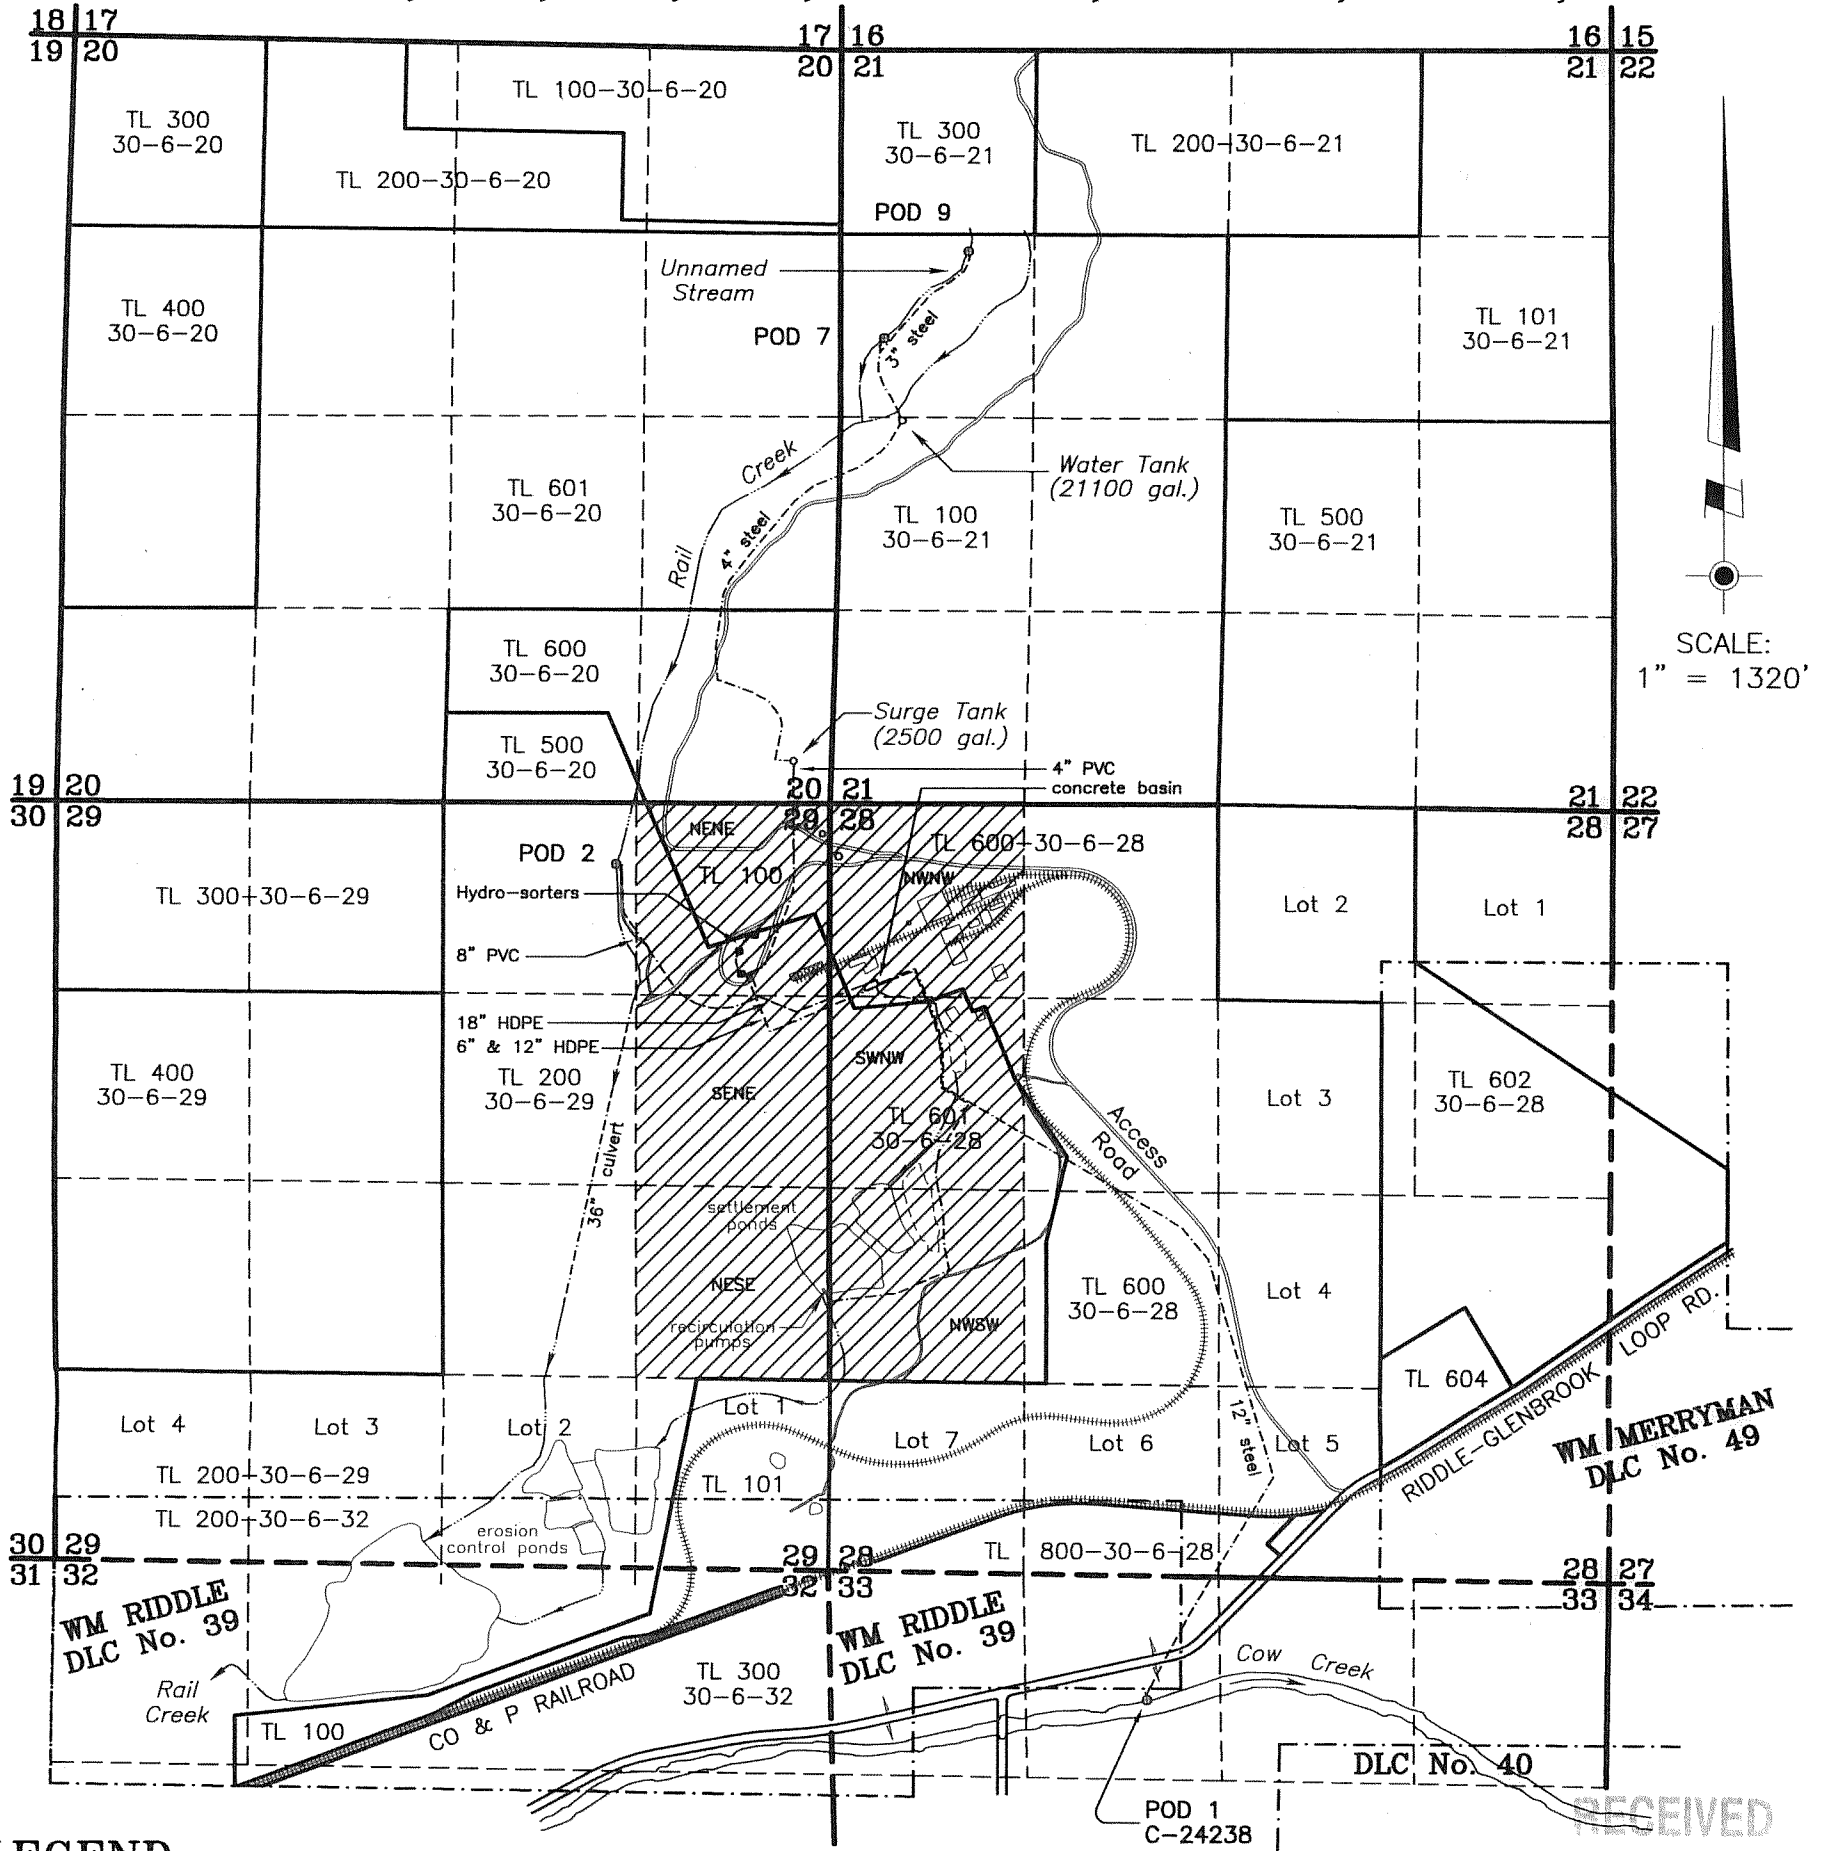 18 17
17 16
16 15
19 20
20 21
21 22
TL 100-30-6-20
TL 300
30-6-20
TL 300
30-6-21
TL 200-30-6-21
TL 200-30-6-20
POD 9
Unnamed
Stream
TL 400
30-6-20
POD 7
3" steel
TL 101
30-6-21
Creek
Water Tank
(21100 gal.)
TL 601
30-6-20
TL 100
30-6-21
TL 500
30-6-21
4" steel
Rail
SCALE:
1" = 1320'
TL 600
30-6-20
Surge Tank
(2500 gal.)
TL 500
30-6-20
4" PVC
concrete basin
19 20
20 21
21 22
30 29
29 28
28 27
NENE
TL 600-30-6-28
POD 2
TL 100
NWNW
Hydro-sorters
TL 300-30-6-29
Lot 2
Lot 1
8" PVC
18" HDPE
6" & 12" HDPE
SWNW
TL 400
30-6-29
TL 200
30-6-29
SENE
TL 601
30-6-28
Access
Road
Lot 3
TL 602
30-6-28
36" culvert
settlement
ponds
NESE
TL 600
30-6-28
Lot 4
recirculation
pumps
NWSW
TL 604
RIDDLE-GLENBROOK LOOP RD.
Lot 4
Lot 3
Lot 2
Lot 1
Lot 7
Lot 6
12" steel
Lot 5
WM MERRYMAN
DLC No. 49
TL 200-30-6-29
TL 101
TL 200-30-6-32
erosion
control ponds
TL 800-30-6-28
30 29
29 28
28 27
31 32
32 33
33 34
WM RIDDLE
DLC No. 39
WM RIDDLE
DLC No. 39
Rail
Creek
TL 300
30-6-32
Cow Creek
TL 100
CO & P RAILROAD
DLC No. 40
POD 1
C-24238
RECEIVED